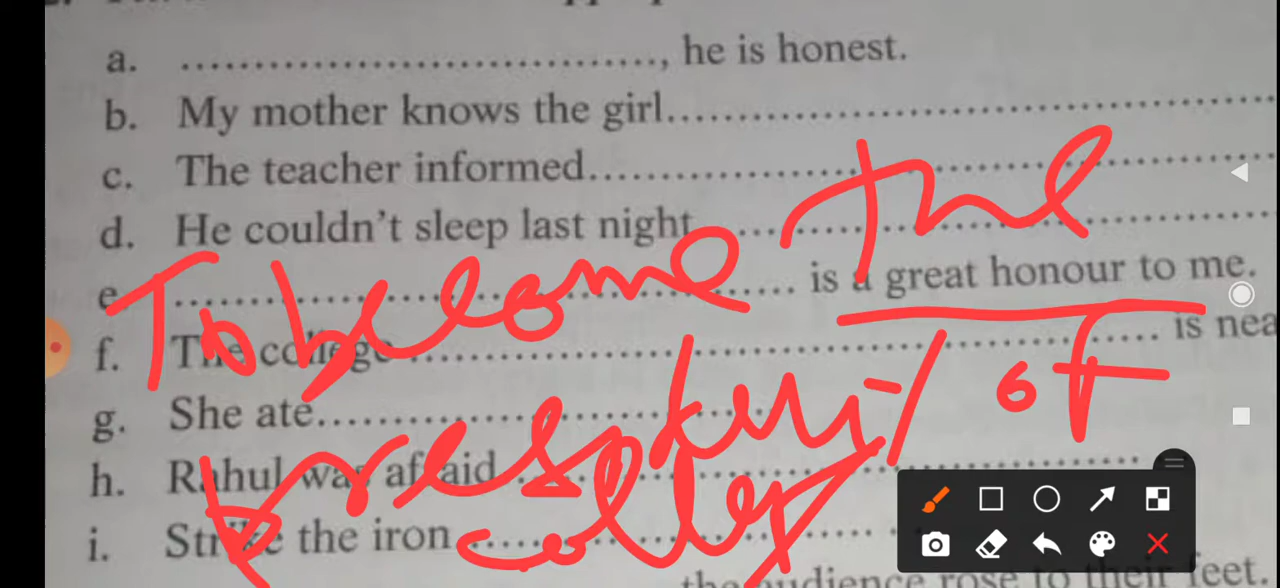 a. ................................., he is honest.
b. My mother knows the girl...............................
c. The teacher informed...............................
d. He couldn't sleep last night ...............................
e. ............................... is a great honour to me.
f. The college ............................... is nea
g. She ate...............................
h. Rahul was afraid ...............................
i. Strike the iron ...............................
the audience rose to their feet.
To become the
of
college